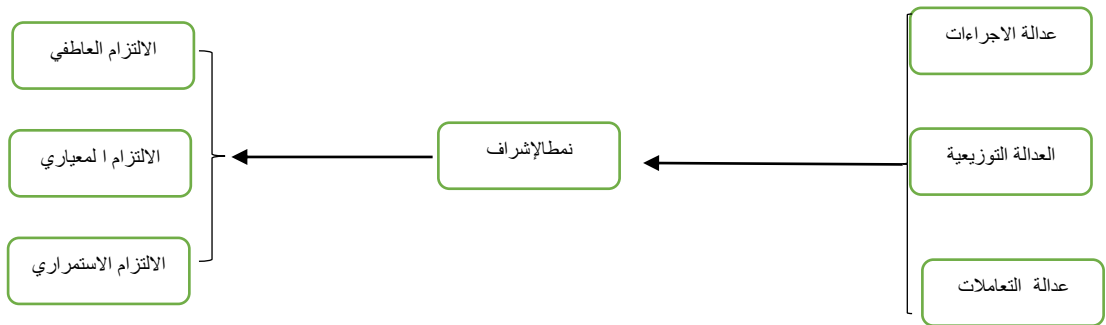 عدالة الاجراءات
العدالة التوزيعية
عدالة التعاملات
نمطالإشراف
الالتزام العاطفي
الالتزام ا لمعياري
الالتزام الاستمراري